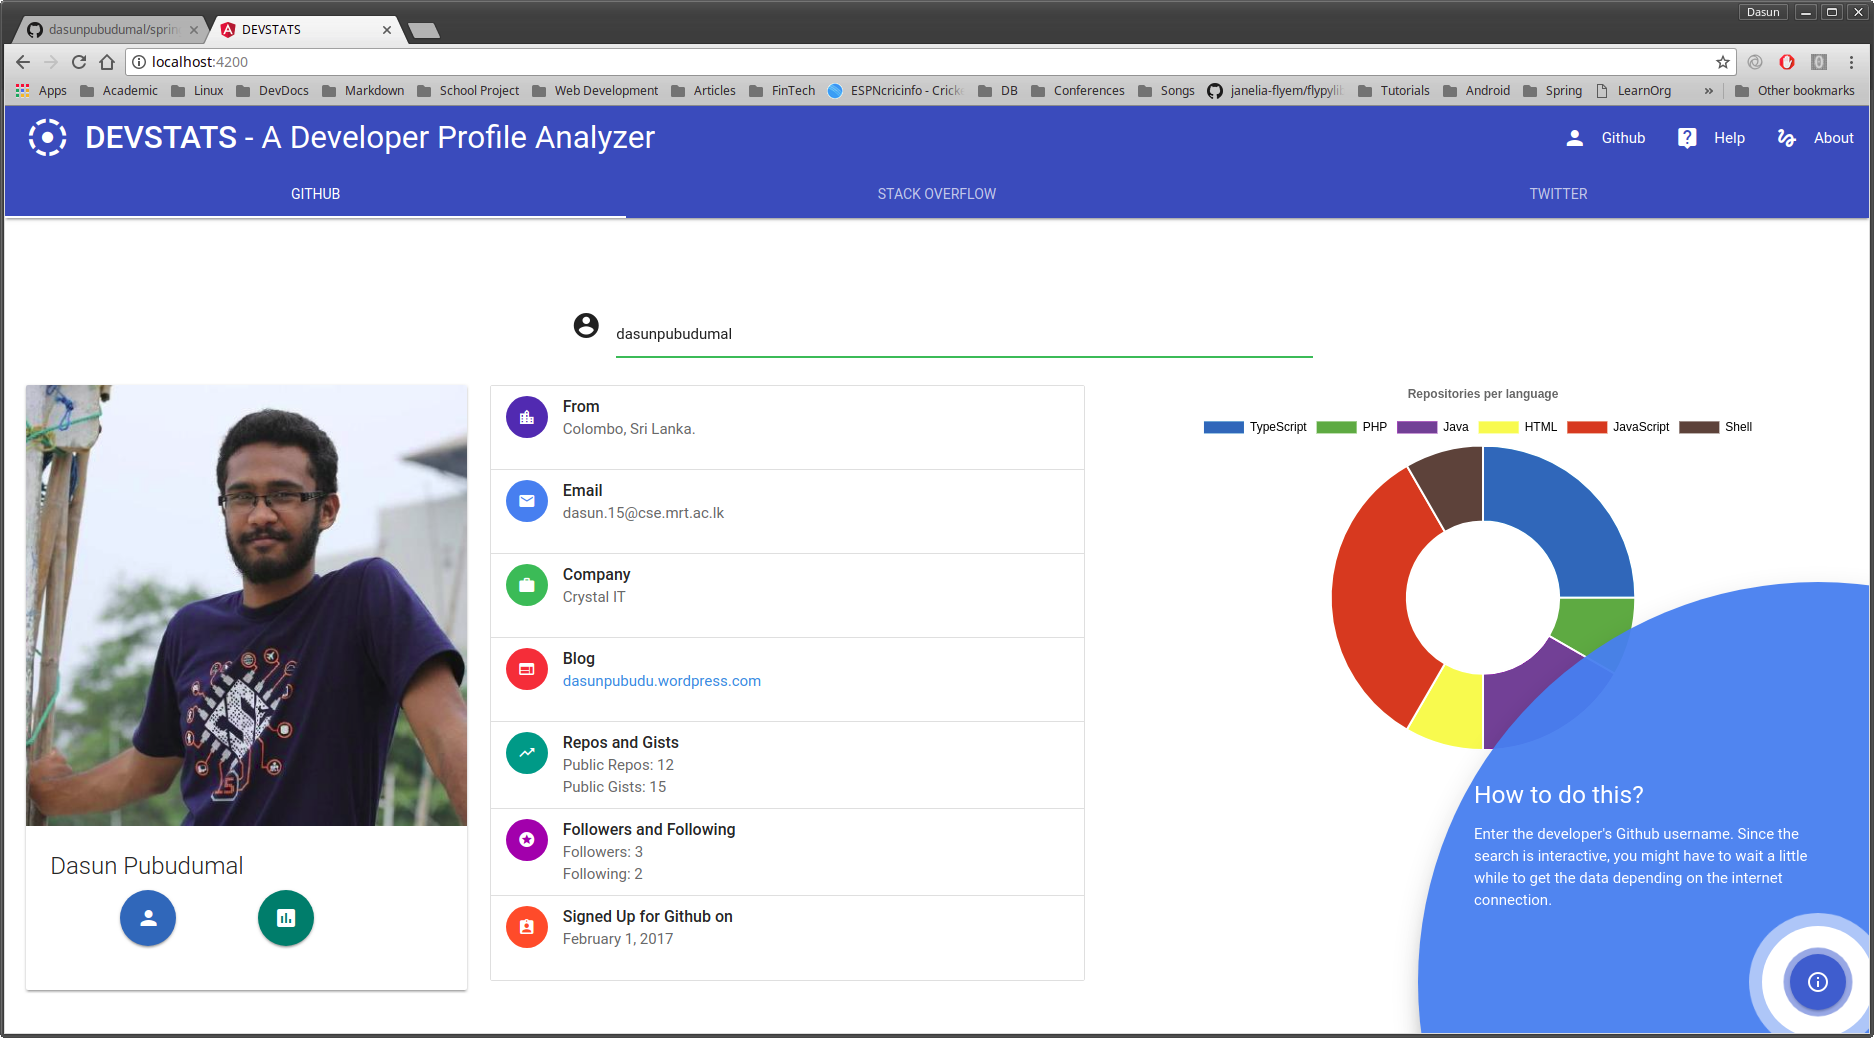 Dasun
dasunpubudumal/sprin
DEVSTATS
localhost:4200
Apps Academic Linux DevDocs Markdown School Project Web Development Articles FinTech ESPNcricinfo - Cricke DB Conferences Songs janelia-flyem/flypylib Tutorials Android Spring LearnOrg » Other bookmarks
DEVSTATS - A Developer Profile Analyzer
Github Help About
GITHUB STACK OVERFLOW TWITTER
dasunpubudumal
Dasun Pubudumal
From
Colombo, Sri Lanka.
Email
dasun.15@cse.mrt.ac.lk
Company
Crystal IT
Blog
dasunpubudu.wordpress.com
Repos and Gists
Public Repos: 12
Public Gists: 15
Followers and Following
Followers: 3
Following: 2
Signed Up for Github on
February 1, 2017
Repositories per language
TypeScript PHP Java HTML JavaScript Shell
How to do this?
Enter the developer's Github username. Since the
search is interactive, you might have to wait a little
while to get the data depending on the internet
connection.